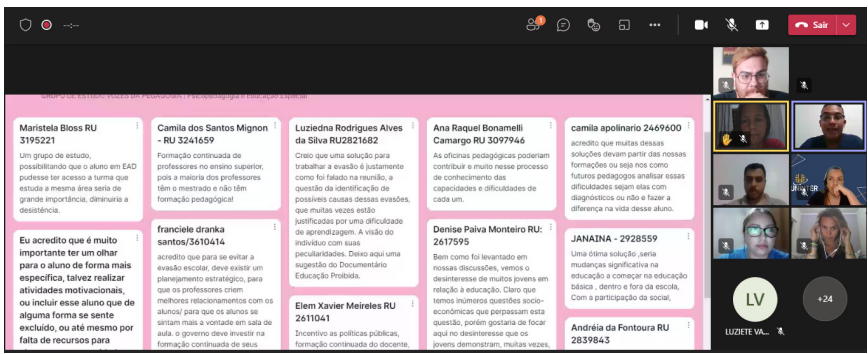 --:--
1
Sair
GRUPO DE ESTUDO: VOZES DA PEDAGOGIA | Psicopedagogia e Educação Especial
Maristela Bloss RU
3195221
Um grupo de estudo,
possibilitando que o aluno em EAD
pudesse ter acesso a turma que
estuda a mesma área seria de
grande importância, diminuiria a
desistência.
Eu acredito que é muito
importante ter um olhar
para o aluno de forma mais
específica, talvez realizar
atividades motivacionais,
ou incluir esse aluno que de
alguma forma se sente
excluído, ou até mesmo por
falta de recursos para
Camila dos Santos Mignon
- RU 3241659
Formação continuada de
professores no ensino superior,
pois a maioria dos professores
têm o mestrado e não têm
formação pedagógica!
franciele dranka
santos/3610414
acredito que para se evitar a
evasão escolar, deve existir um
planejamento estratégico, para
que os professores criem
melhores relacionamentos com os
alunos/ para que os alunos se
sintam mais a vontade em sala de
aula. o governo deve investir na
formação continuada de seus
Luziedna Rodrigues Alves
da Silva RU2821682
Creio que uma solução para
trabalhar a evasão é justamente
como foi falado na reunião, a
questão da identificação de
possíveis causas dessas evasões,
que muitas vezes estão
justificadas por uma dificuldade
de aprendizagem. A visão do
indivíduo com suas
peculiaridades. Deixo aqui uma
sugestão do Documentário
Educação Proibida.
Elem Xavier Meireles RU
2611041
Incentivo as políticas públicas,
formação continuada do docente,
Ana Raquel Bonamelli
Camargo RU 3097946
As oficinas pedagógicas poderiam
contribuir e muito nesse processo
de conhecimento das
capacidades e dificuldades de
cada um.
Denise Paiva Monteiro RU:
2617595
Bem como foi levantado em
nossas discussões, vemos o
desinteresse de muitos jovens em
relação à educação. Claro que
temos inúmeros questões socio-
econômicas que perpassam esta
questão, porém gostaria de focar
aqui no desinteresse que os
jovens demonstram, muitas vezes,
camila apolinario 2469600
acredito que muitas dessas
soluções devam partir das nossas
formações ou seja nos como
futuros pedagogos analisar essas
dificuldades sejam elas com
diagnósticos ou não e fazer a
diferença na vida desse aluno.
JANAINA - 2928559
Uma ótima solução ,seria
mudanças significativa na
educação a começar na educação
básica , dentro e fora da escola,
Com a participação da social,
Andréia da Fontoura RU
2839843
LV
LUZIETE VA...
+24